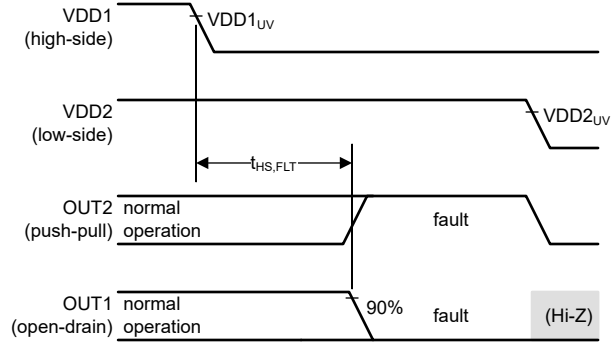 VDD1
(high-side)
VDD1UV
VDD2
(low-side)
VDD2UV
tHS,FLT
OUT2
(push-pull)
normal
operation
fault
OUT1
(open-drain)
normal
operation
90%
fault
(Hi-Z)